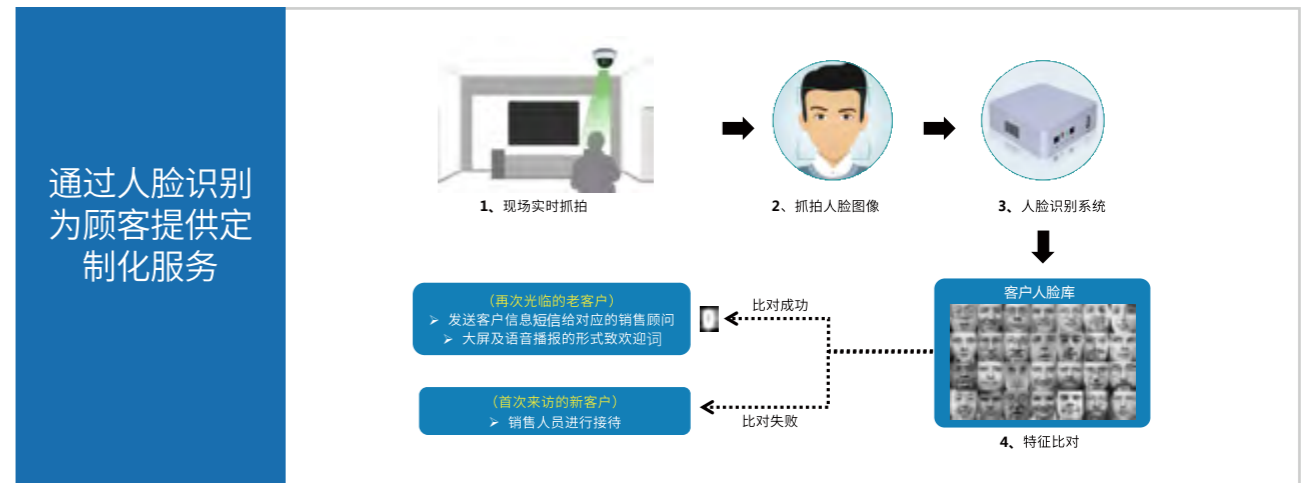 通过人脸识别
为顾客提供定
制化服务
1、现场实时抓拍
2、抓拍人脸图像
3、人脸识别系统
客户人脸库
4、特征比对
比对成功
（再次光临的老客户）
➢ 发送客户信息短信给对应的销售顾问
➢ 大屏及语音播报的形式致欢迎词
比对失败
（首次来访的新客户）
➢ 销售人员进行接待